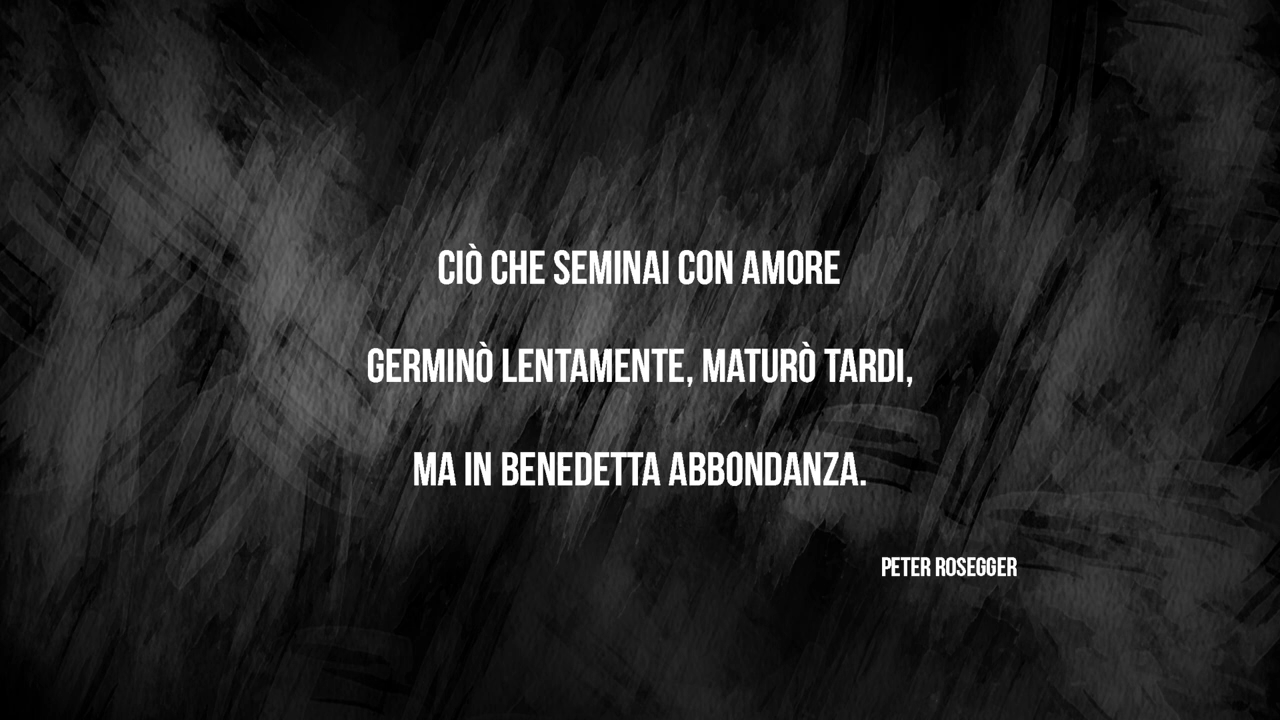 CIÒ CHE SEMINAI CON AMORE
GERMINÒ LENTAMENTE, MATURÒ TARDI,
MA IN BENEDETTA ABBONDANZA.
PETER ROSEGGER